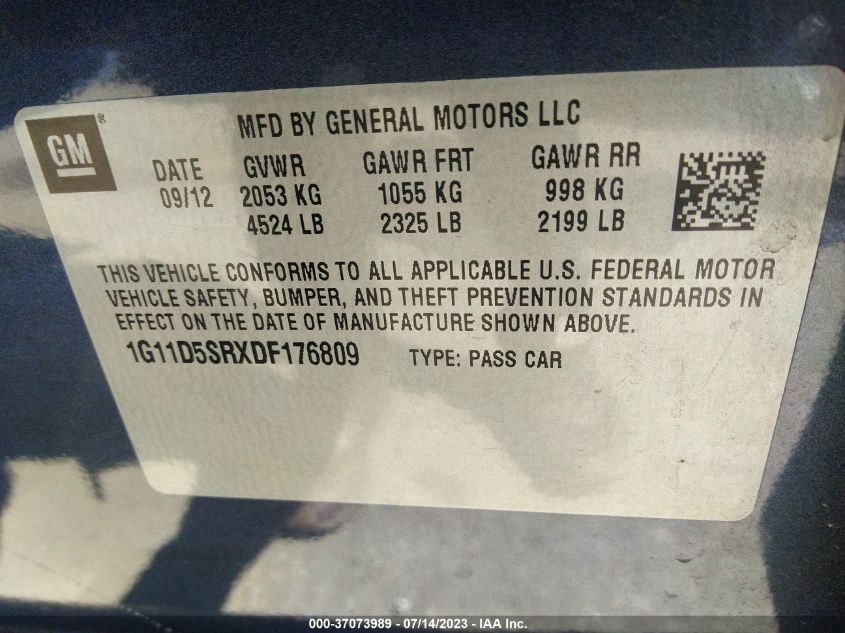 GM ®
MFD BY GENERAL MOTORS LLC
DATE GVWR GAWR FRT GAWR RR
09/12 2053 KG 1055 KG 998 KG
4524 LB 2325 LB 2199 LB
THIS VEHICLE CONFORMS TO ALL APPLICABLE U.S. FEDERAL MOTOR
VEHICLE SAFETY, BUMPER, AND THEFT PREVENTION STANDARDS IN
EFFECT ON THE DATE OF MANUFACTURE SHOWN ABOVE.
1G11D5SRXDF176809 TYPE: PASS CAR
000-37073989 - 07/14/2023 - IAA Inc.